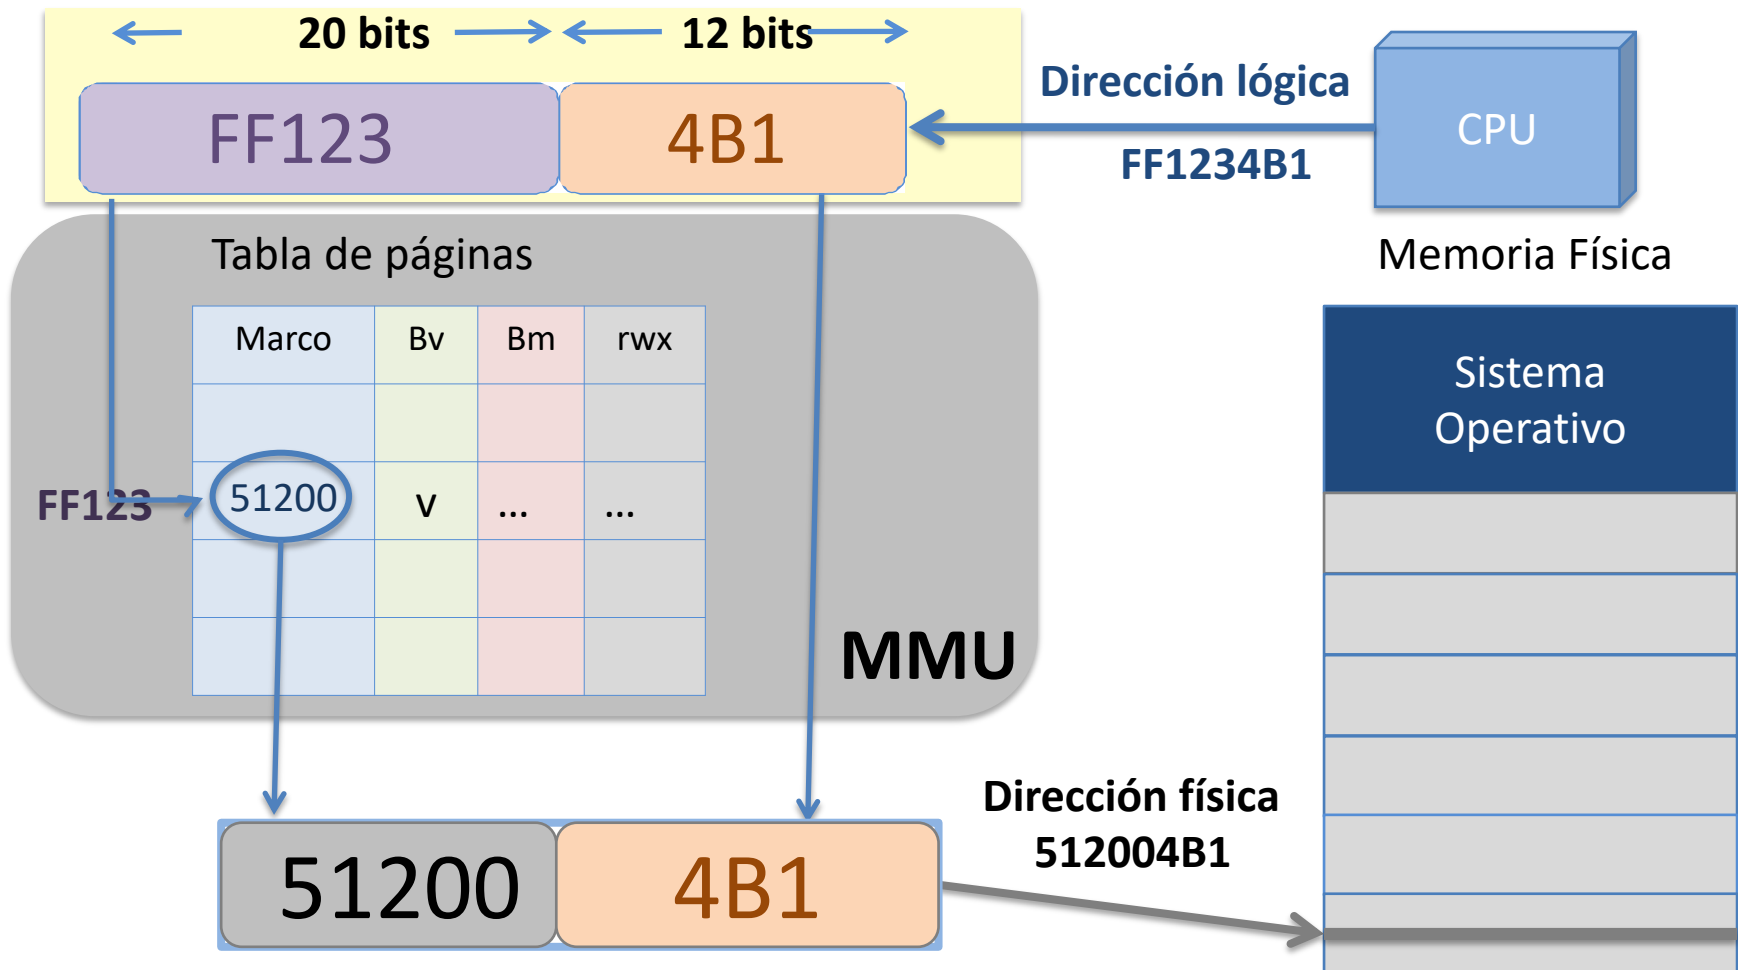 20 bits
12 bits
Dirección lógica
FF123
4B1
CPU
FF1234B1
Tabla de páginas
Memoria Física
Marco
Bv
Bm
rwx
Sistema
Operativo
FF123
51200
v
...
...
MMU
Dirección física
512004B1
51200
4B1